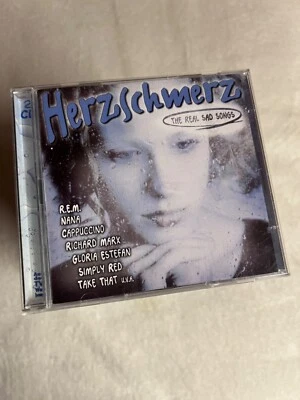 Herzschmerz
THE REAL SAD SONGS
R.E.M.
NANA
CAPPUCCINO
RICHARD MARX
GLORIA ESTEFAN
SIMPLY RED
TAKE THAT u.v.a.